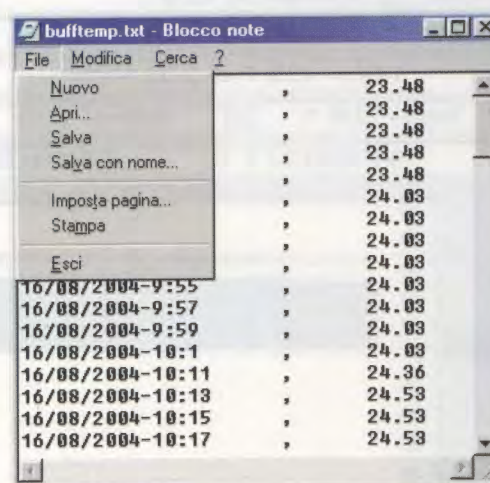 bufftemp.txt - Blocco note
File Modifica Cerca ?
Nuovo
Apri...
Salva
Salva con nome...
Imposta pagina...
Stampa
Esci
, 23.48
, 23.48
, 23.48
, 23.48
, 23.48
, 24.03
, 24.03
, 24.03
, 24.03
16/08/2004-9:55 , 24.03
16/08/2004-9:57 , 24.03
16/08/2004-9:59 , 24.03
16/08/2004-10:1 , 24.03
16/08/2004-10:11 , 24.36
16/08/2004-10:13 , 24.53
16/08/2004-10:15 , 24.53
16/08/2004-10:17 , 24.53